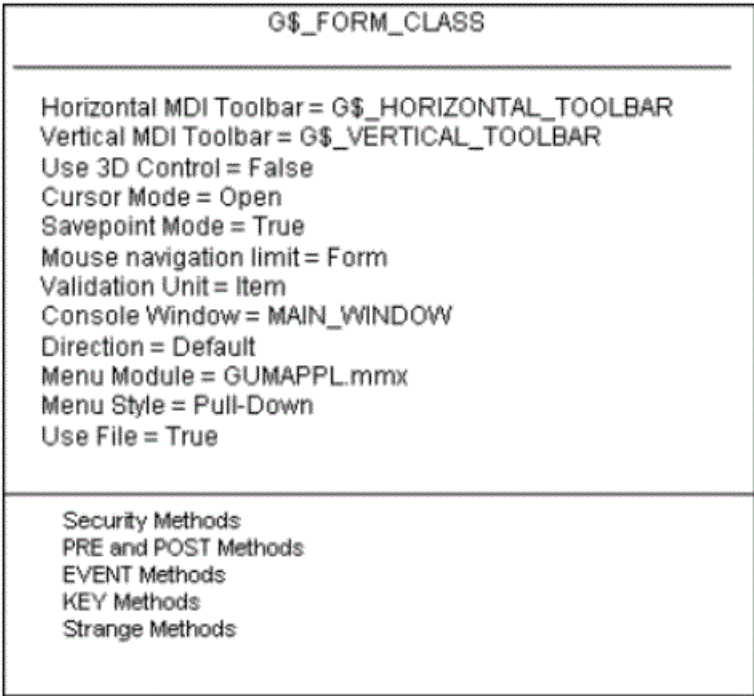 G$_FORM_CLASS
Horizontal MDI Toolbar = G$_HORIZONTAL_TOOLBAR
Vertical MDI Toolbar = G$_VERTICAL_TOOLBAR
Use 3D Control = False
Cursor Mode = Open
Savepoint Mode = True
Mouse navigation limit = Form
Validation Unit = Item
Console Window = MAIN_WINDOW
Direction = Default
Menu Module = GUMAPPL.mmx
Menu Style = Pull-Down
Use File = True
Security Methods
PRE and POST Methods
EVENT Methods
KEY Methods
Strange Methods